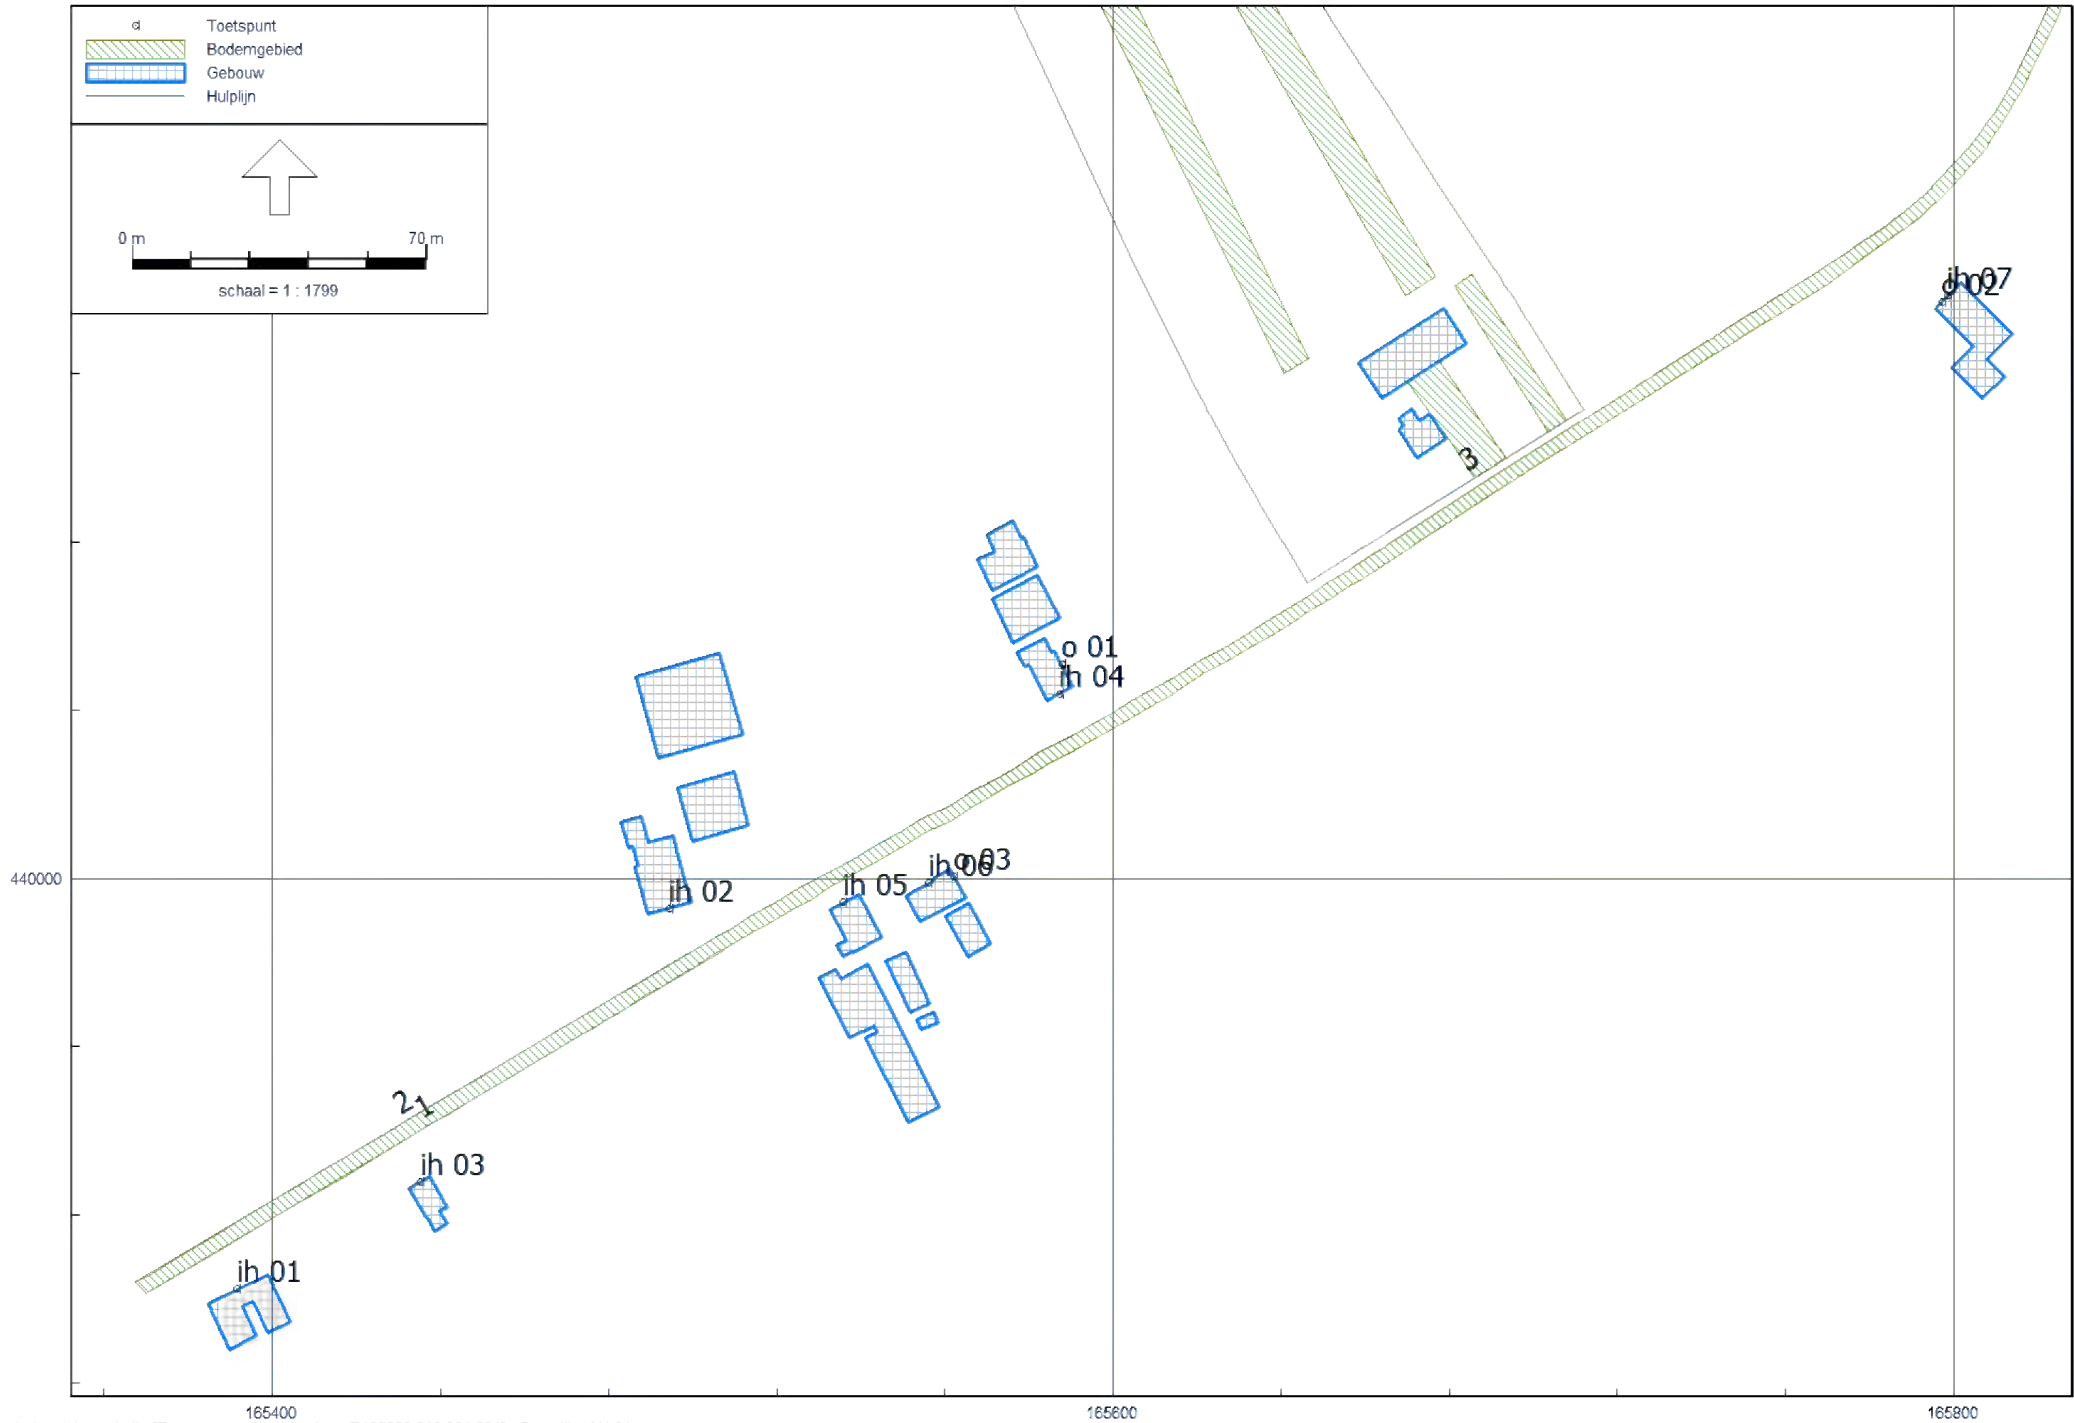 Toetspunt
Bodemgebied
Gebouw
Hulplijn
0 m 70 m
schaal = 1 : 1799
ih 07
o 02
3
o 01
ih 04
440000
o 03
ih 06
ih 05
ih 02
2
1
ih 03
ih 01
165400 165600 165800